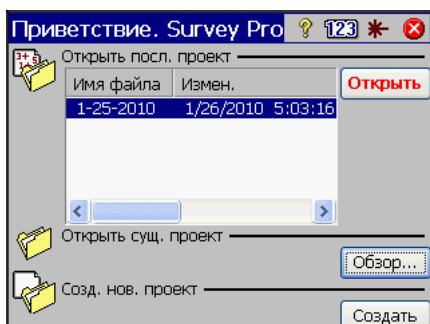 Приветствие. Survey Pro ? 123
Открыть посл. проект
Имя файла Измен.
Открыть
1-25-2010 1/26/2010 5:03:16
Открыть сущ. проект
Обзор...
Созд. нов. проект
Создать